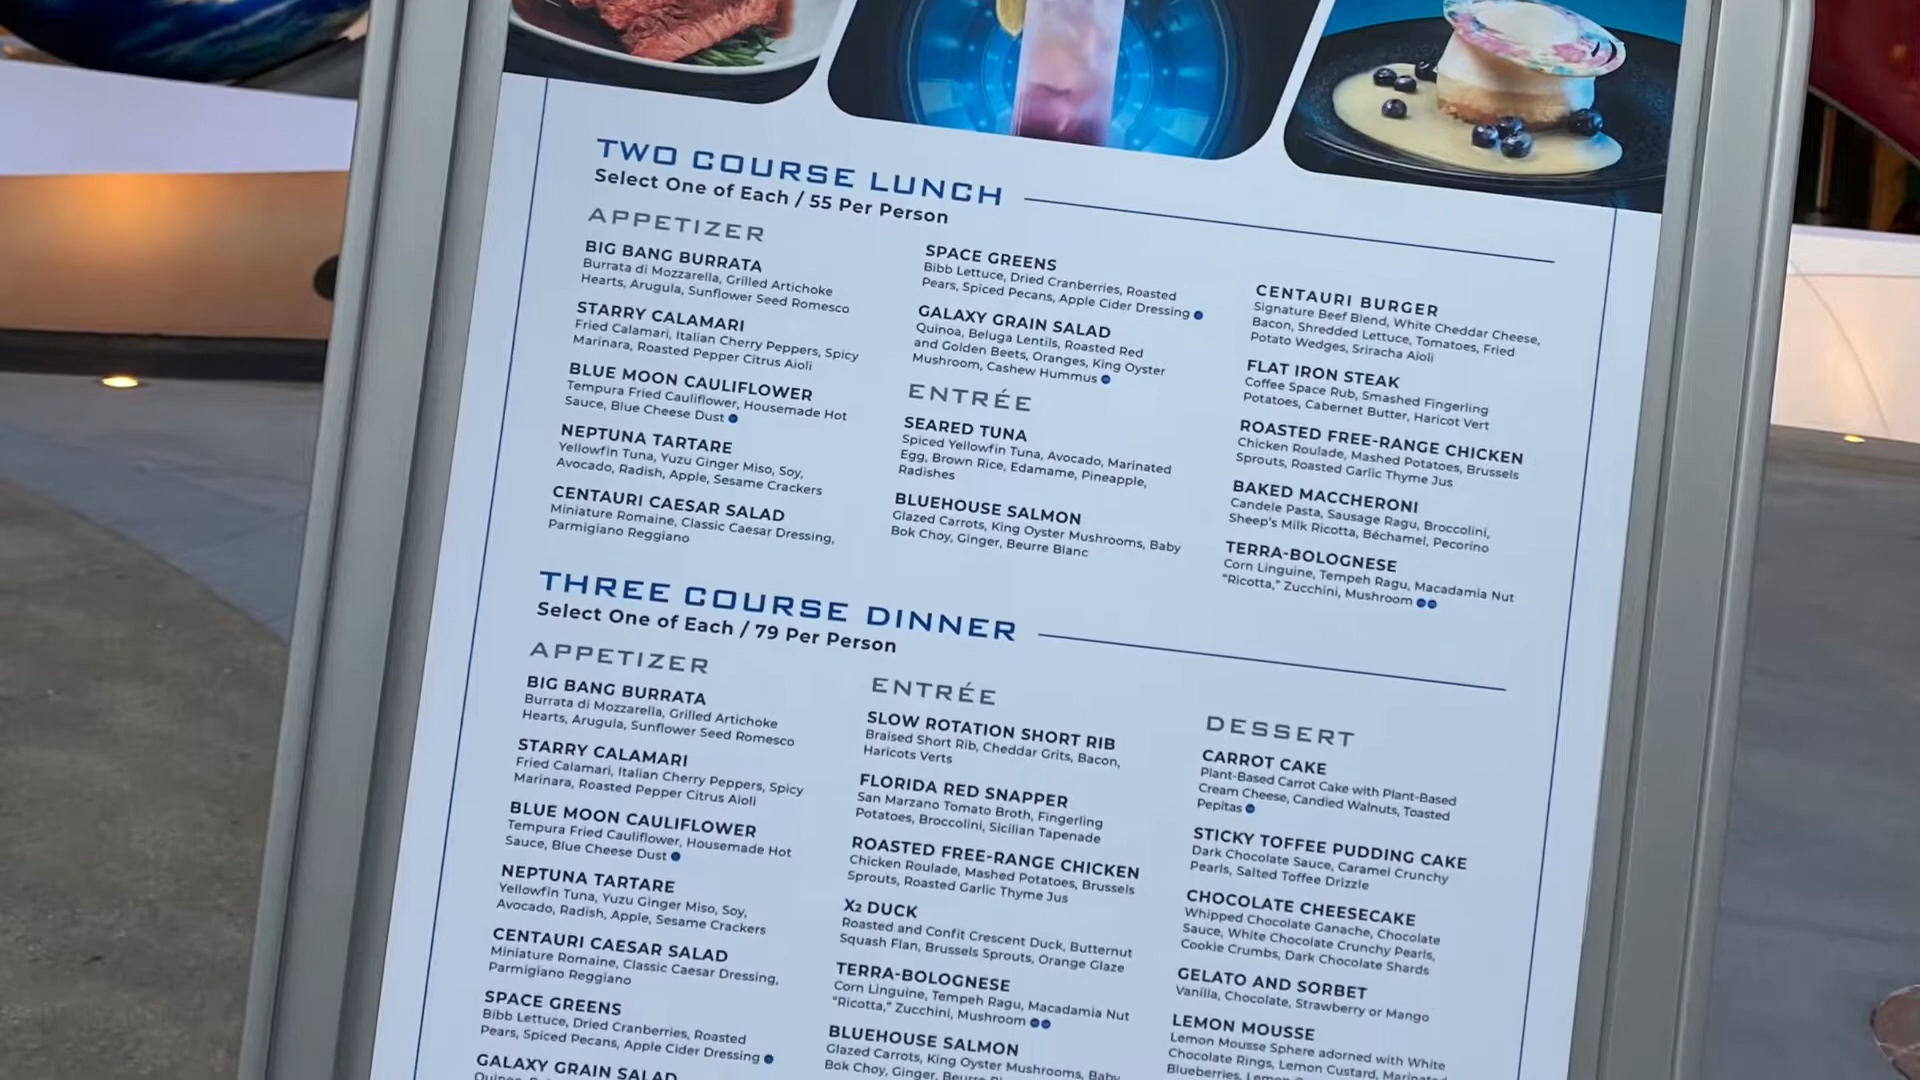 TWO COURSE LUNCH
Select One of Each / 55 Per Person
APPETIZER
BIG BANG BURRATA
Burrata di Mozzarella, Grilled Artichoke
Hearts, Arugula, Sunflower Seed Romesco
STARRY CALAMARI
Fried Calamari, Italian Cherry Peppers, Spicy
Marinara, Roasted Pepper Citrus Aioli
BLUE MOON CAULIFLOWER
Tempura Fried Cauliflower, Housemade Hot
Sauce, Blue Cheese Dust
NEPTUNA TARTARE
Yellowfin Tuna, Yuzu Ginger Miso, Soy,
Avocado, Radish, Apple, Sesame Crackers
CENTAURI CAESAR SALAD
Miniature Romaine, Classic Caesar Dressing,
Parmigiano Reggiano
SPACE GREENS
Bibb Lettuce, Dried Cranberries, Roasted
Pears, Spiced Pecans, Apple Cider Dressing
GALAXY GRAIN SALAD
Quinoa, Beluga Lentils, Roasted Red
and Golden Beets, Oranges, King Oyster
Mushroom, Cashew Hummus
ENTRÉE
SEARED TUNA
Spiced Yellowfin Tuna, Avocado, Marinated
Egg, Brown Rice, Edamame, Pineapple,
Radishes
BLUEHOUSE SALMON
Glazed Carrots, King Oyster Mushrooms, Baby
Bok Choy, Ginger, Beurre Blanc
CENTAURI BURGER
Signature Beef Blend, White Cheddar Cheese,
Bacon, Shredded Lettuce, Tomatoes, Fried
Potato Wedges, Sriracha Aioli
FLAT IRON STEAK
Coffee Space Rub, Smashed Fingerling
Potatoes, Cabernet Butter, Haricot Vert
ROASTED FREE-RANGE CHICKEN
Chicken Roulade, Mashed Potatoes, Brussels
Sprouts, Roasted Garlic Thyme Jus
BAKED MACCHERONI
Candele Pasta, Sausage Ragu, Broccolini,
Sheep's Milk Ricotta, Béchamel, Pecorino
TERRA-BOLOGNESE
Corn Linguine, Tempeh Ragu, Macadamia Nut
"Ricotta," Zucchini, Mushroom
THREE COURSE DINNER
Select One of Each / 79 Per Person
APPETIZER
BIG BANG BURRATA
Burrata di Mozzarella, Grilled Artichoke
Hearts, Arugula, Sunflower Seed Romesco
STARRY CALAMARI
Fried Calamari, Italian Cherry Peppers, Spicy
Marinara, Roasted Pepper Citrus Aioli
BLUE MOON CAULIFLOWER
Tempura Fried Cauliflower, Housemade Hot
Sauce, Blue Cheese Dust
NEPTUNA TARTARE
Yellowfin Tuna, Yuzu Ginger Miso, Soy,
Avocado, Radish, Apple, Sesame Crackers
CENTAURI CAESAR SALAD
Miniature Romaine, Classic Caesar Dressing,
Parmigiano Reggiano
SPACE GREENS
Bibb Lettuce, Dried Cranberries, Roasted
Pears, Spiced Pecans, Apple Cider Dressing
GALAXY GRAIN SALAD
ENTRÉE
SLOW ROTATION SHORT RIB
Braised Short Rib, Cheddar Grits, Bacon,
Haricots Verts
FLORIDA RED SNAPPER
San Marzano Tomato Broth, Fingerling
Potatoes, Broccolini, Sicilian Tapenade
ROASTED FREE-RANGE CHICKEN
Chicken Roulade, Mashed Potatoes, Brussels
Sprouts, Roasted Garlic Thyme Jus
X2 DUCK
Roasted and Confit Crescent Duck, Butternut
Squash Flan, Brussels Sprouts, Orange Glaze
TERRA-BOLOGNESE
Corn Linguine, Tempeh Ragu, Macadamia Nut
"Ricotta," Zucchini, Mushroom
BLUEHOUSE SALMON
Glazed Carrots, King Oyster Mushrooms, Baby
Bok Choy, Ginger, Beurre
DESSERT
CARROT CAKE
Plant-Based Carrot Cake with Plant-Based
Cream Cheese, Candied Walnuts, Toasted
Pepitas
STICKY TOFFEE PUDDING CAKE
Dark Chocolate Sauce, Caramel Crunchy
Pearls, Salted Toffee Drizzle
CHOCOLATE CHEESECAKE
Whipped Chocolate Ganache, Chocolate
Sauce, White Chocolate Crunchy Pearls,
Cookie Crumbs, Dark Chocolate Shards
GELATO AND SORBET
Vanilla, Chocolate, Strawberry or Mango
LEMON MOUSSE
Lemon Mousse Sphere adorned with White
Chocolate Rings, Lemon Custard, Marinated
Blueberries, Lemon